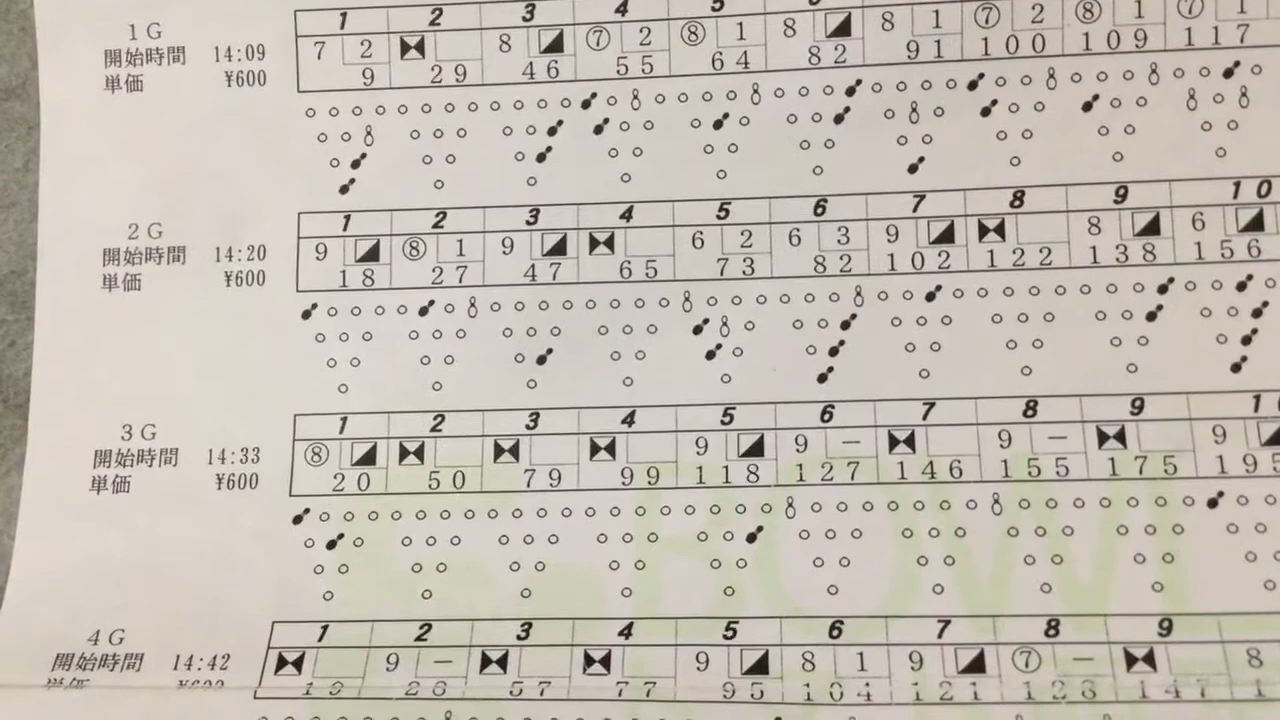 1G
開始時間 14:09
単価 ¥600
1 2 3 4 5
7 2 8 ⑦ 2 ⑧ 1 8 8 1 ⑦ 2 ⑧ 1 ⑦ 1
9 29 46 55 64 82 91 100 109 117
2G
開始時間 14:20
単価 ¥600
1 2 3 4 5 6 7 8 9 10
9 ⑧ 1 9 6 2 6 3 9 8 6
18 27 47 65 73 82 102 122 138 156
3G
開始時間 14:33
単価 ¥600
1 2 3 4 5 6 7 8 9
⑧ 9 9 - 9 - 9
20 50 79 99 118 127 146 155 175 195
4G
開始時間 14:42
単価
1 2 3 4 5 6 7 8 9
9 - 9 8 1 9 ⑦ - 8
57 77 95 104 121 147
BOWL